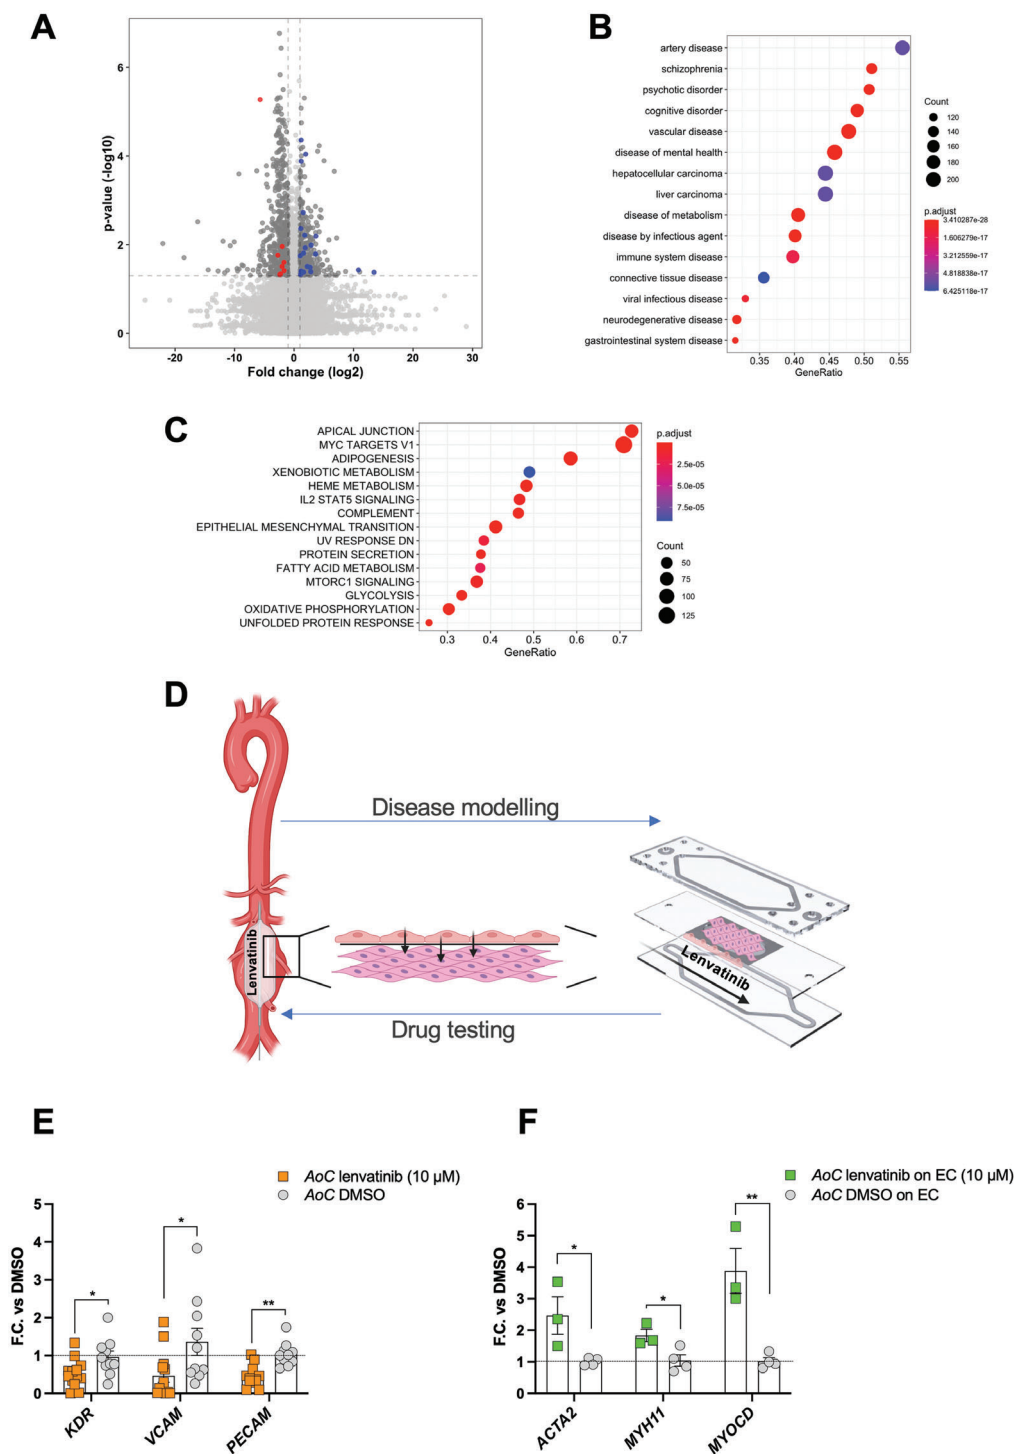 A
6
4
2
0
p-value (-log10)
-20
-10
0
10
20
30
Fold change (log2)
B
artery disease
schizophrenia
psychotic disorder
cognitive disorder
vascular disease
disease of mental health
hepatocellular carcinoma
liver carcinoma
disease of metabolism
disease by infectious agent
immune system disease
connective tissue disease
viral infectious disease
neurodegenerative disease
gastrointestinal system disease
0.35
0.40
0.45
0.50
0.55
GeneRatio
Count
120
140
160
180
200
p.adjust
3.410287e-28
1.606279e-17
3.212559e-17
4.818838e-17
6.425118e-17
C
APICAL JUNCTION
MYC TARGETS V1
ADIPOGENESIS
XENOBIOTIC METABOLISM
HEME METABOLISM
IL2 STAT5 SIGNALING
COMPLEMENT
EPITHELIAL MESENCHYMAL TRANSITION
UV RESPONSE DN
PROTEIN SECRETION
FATTY ACID METABOLISM
MTORC1 SIGNALING
GLYCOLYSIS
OXIDATIVE PHOSPHORYLATION
UNFOLDED PROTEIN RESPONSE
0.3
0.4
0.5
0.6
0.7
GeneRatio
p.adjust
2.5e-05
5.0e-05
7.5e-05
Count
50
75
100
125
D
Disease modelling
Lenvatinib
Lenvatinib
Drug testing
E
AoC lenvatinib (10 µM)
AoC DMSO
F.C. vs DMSO
5
4
3
2
1
0
*
*
**
KDR
VCAM
PECAM
F
AoC lenvatinib on EC (10 µM)
AoC DMSO on EC
F.C. vs DMSO
6
5
4
3
2
1
0
*
*
**
ACTA2
MYH11
MYOCD